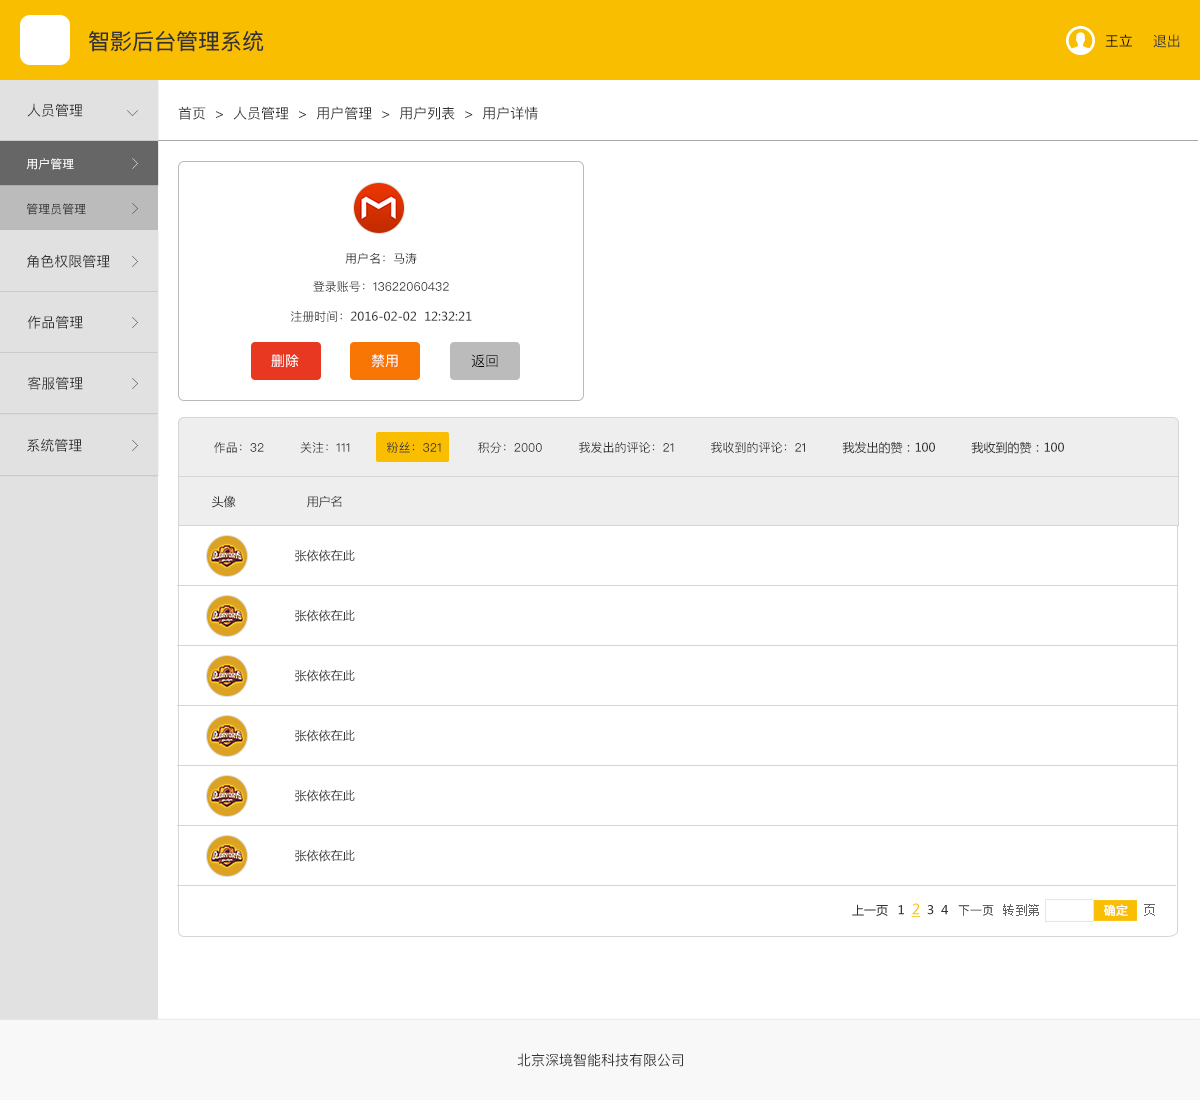 智影后台管理系统
王立 退出
人员管理
用户管理
管理员管理
角色权限管理
作品管理
客服管理
系统管理
首页 > 人员管理 > 用户管理 > 用户列表 > 用户详情
用户名：马涛
登录账号：13622060432
注册时间：2016-02-02 12:32:21
删除 禁用 返回
作品：32 关注：111 粉丝：321 积分：2000 我发出的评论：21 我收到的评论：21 我发出的赞：100 我收到的赞：100
头像 用户名
张依依在此
张依依在此
张依依在此
张依依在此
张依依在此
张依依在此
上一页 1 2 3 4 下一页 转到第 确定 页
北京深境智能科技有限公司